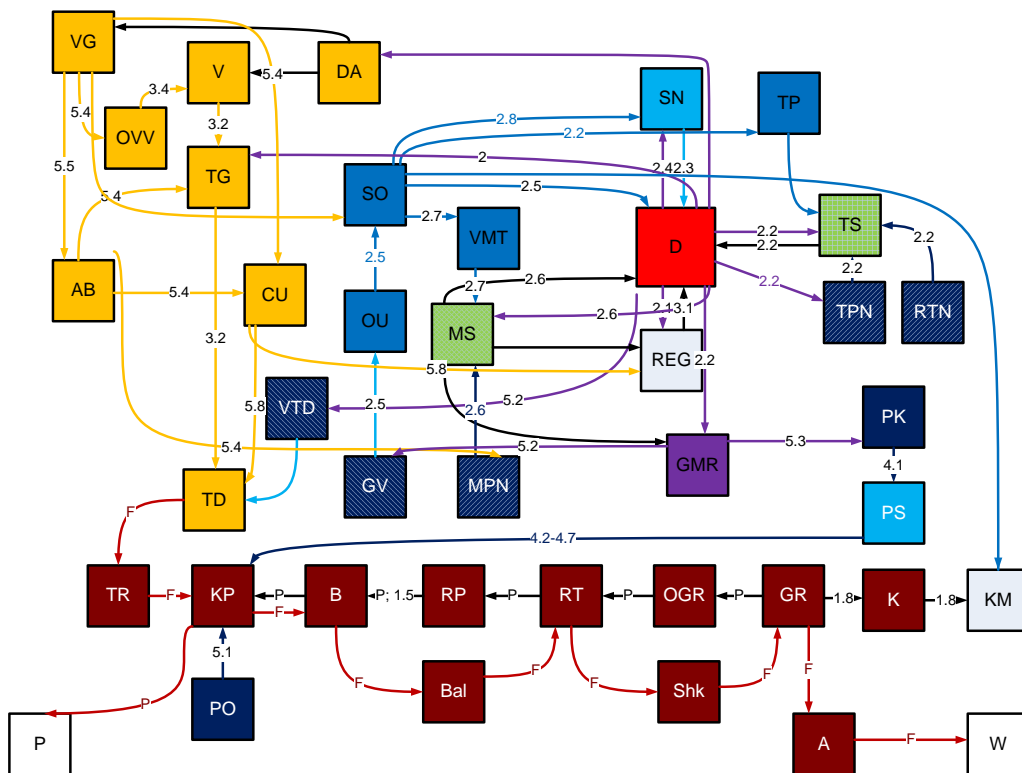 VG
V
DA
5.4
SN
TP
3.4
2.8
5.4
OVV
3.2
2.2
5.5
TG
2
2.4
2.3
5.4
SO
2.5
2.7
TS
VMT
D
2.2
2.2
2.2
2.5
2.2
AB
5.4
CU
2.7
2.6
2.2
OU
MS
2.6
2.1
3.1
TPN
RTN
3.2
REG
2.2
5.8
5.8
VTD
2.5
2.6
5.2
PK
5.4
5.2
5.3
GV
MPN
GMR
4.1
TD
F
PS
4.2-4.7
TR
F
KP
P
F
B
P; 1.5
RP
P
RT
P
OGR
P
GR
1.8
K
1.8
KM
5.1
F
Bal
F
F
Shk
F
F
P
PO
P
A
F
W